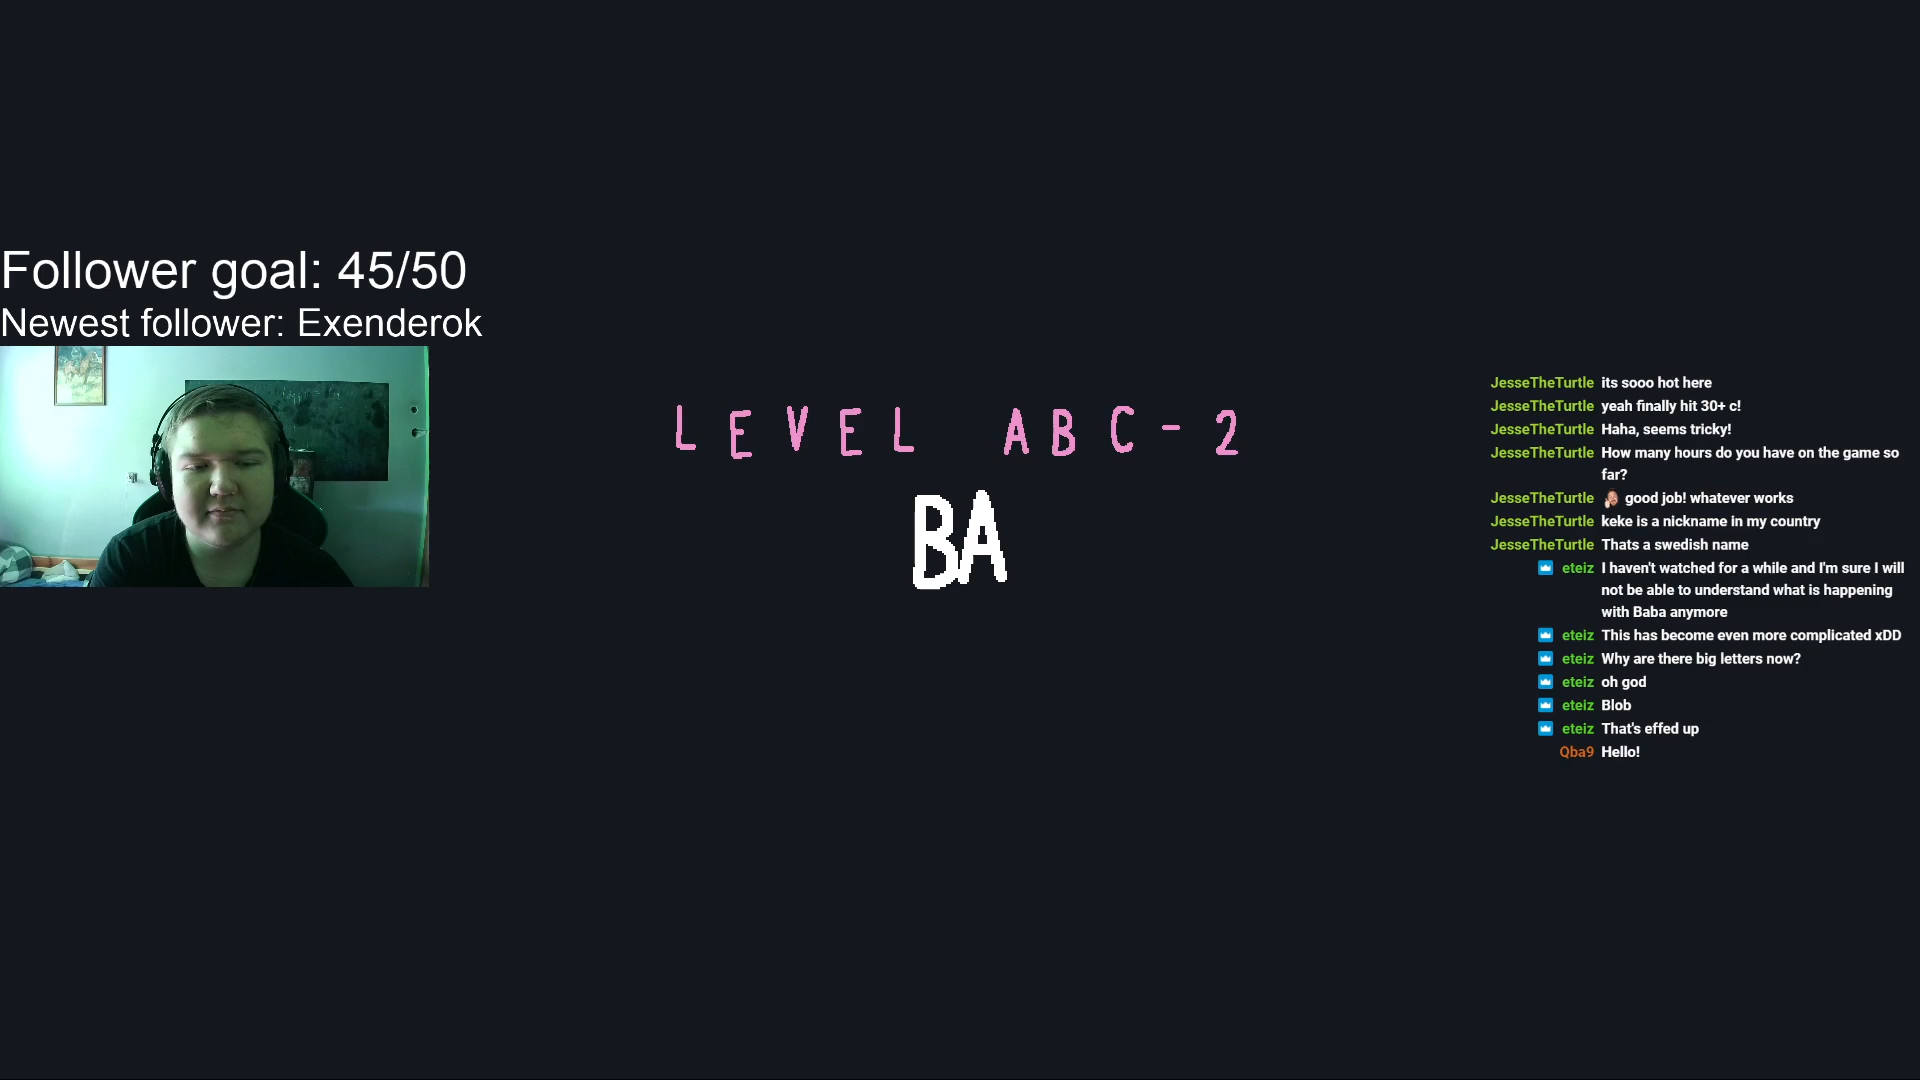 Follower goal: 45/50
Newest follower: Exenderok
LEVEL ABC-2
BA
JesseTheTurtle its sooo hot here
JesseTheTurtle yeah finally hit 30+ c!
JesseTheTurtle Haha, seems tricky!
JesseTheTurtle How many hours do you have on the game so
far?
JesseTheTurtle good job! whatever works
JesseTheTurtle keke is a nickname in my country
JesseTheTurtle Thats a swedish name
eteiz I haven't watched for a while and I'm sure I will
not be able to understand what is happening
with Baba anymore
eteiz This has become even more complicated xDD
eteiz Why are there big letters now?
eteiz oh god
eteiz Blob
eteiz That's effed up
Qba9 Hello!